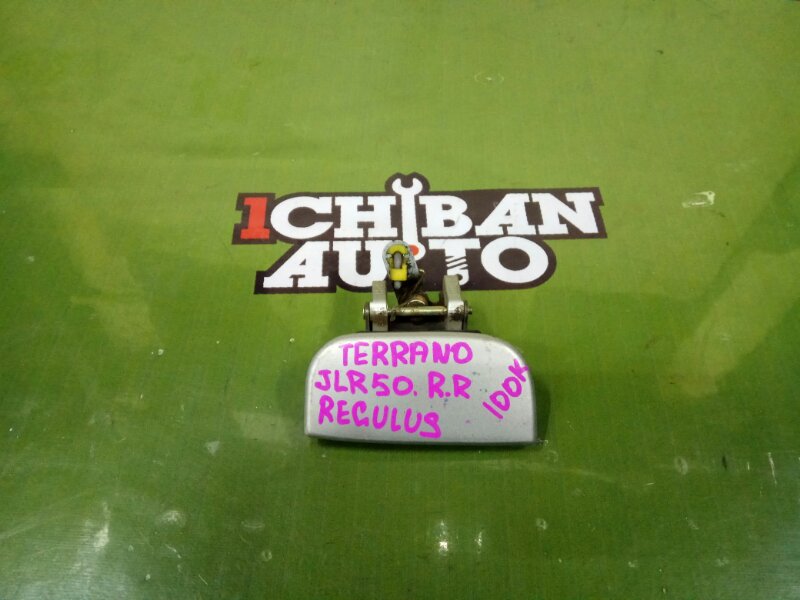 1CHIBAN
AUTO
TERRANO
JLR50. R.R
REGULUS
100K